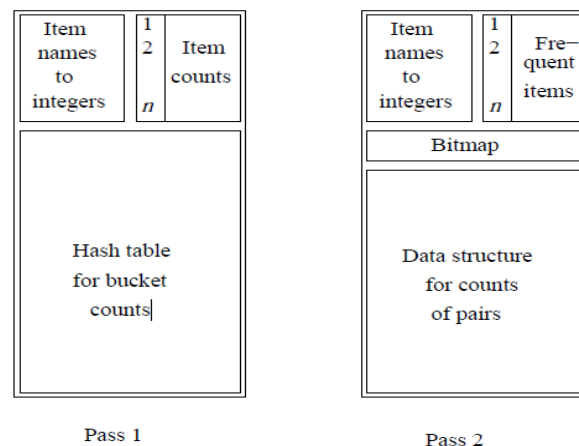 Item
names
to
integers
1
2
n
Item
counts
Hash table
for bucket
counts
Pass 1
Item
names
to
integers
1
2
n
Fre−
quent
items
Bitmap
Data structure
for counts
of pairs
Pass 2